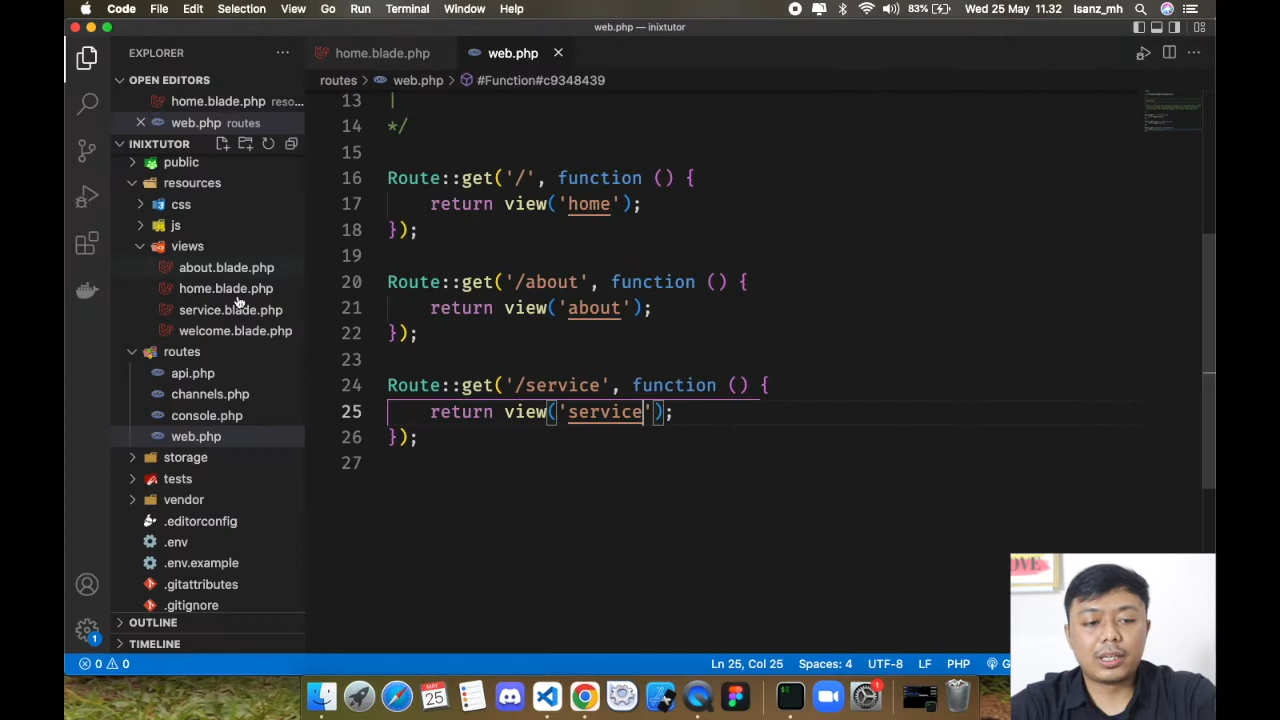 Code File Edit Selection View Go Run Terminal Window Help 83% Wed 25 May 11.32 isanz_mh
web.php — inixtutor
EXPLORER
home.blade.php web.php
OPEN EDITORS
routes > web.php > #Function#c9348439
home.blade.php reso...
web.php routes
INIXTUTOR
public
resources
css
js
views
about.blade.php
home.blade.php
service.blade.php
welcome.blade.php
routes
api.php
channels.php
console.php
web.php
storage
tests
vendor
.editorconfig
.env
.env.example
.gitattributes
.gitignore
OUTLINE
TIMELINE
13 |
14 */
15
16 Route::get('/', function () {
17 return view('home');
18 });
19
20 Route::get('/about', function () {
21 return view('about');
22 });
23
24 Route::get('/service', function () {
25 return view('service');
26 });
27
OVE
1
0 0
Ln 25, Col 25 Spaces: 4 UTF-8 LF PHP G
MAY
25
1